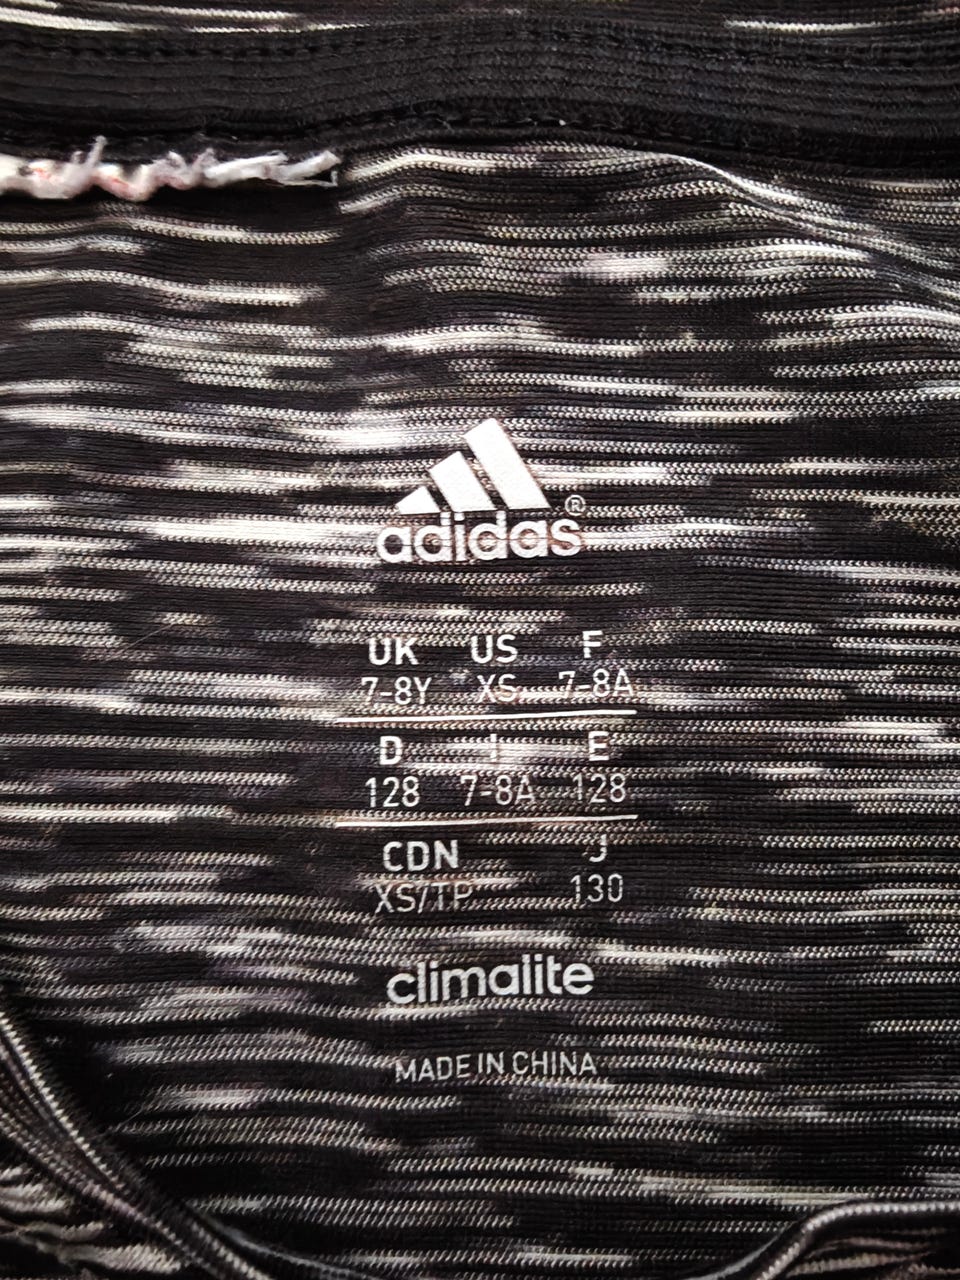 adidas®
UK US F
7-8Y XS 7-8A
D I E
128 7-8A 128
CDN J
XS/TP 130
climalite
MADE IN CHINA